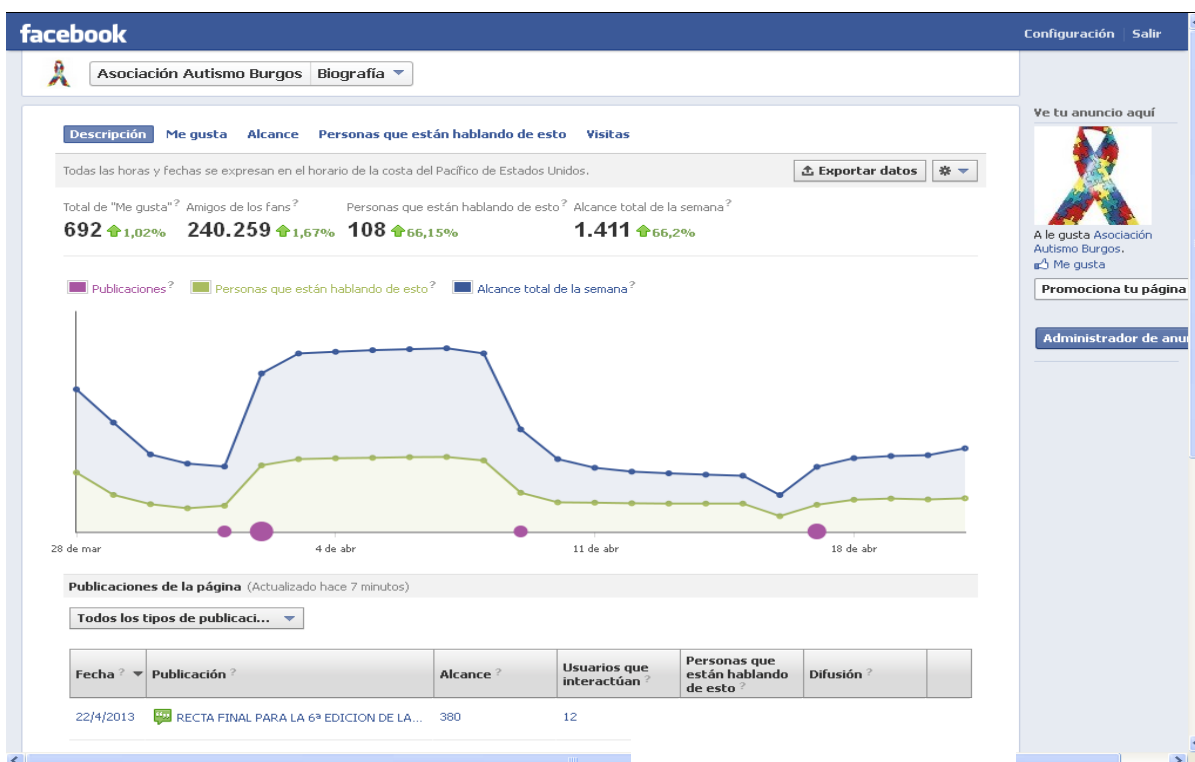 facebook
Configuración Salir
Asociación Autismo Burgos Biografía
Ve tu anuncio aquí
A le gusta Asociación
Autismo Burgos.
Me gusta
Promociona tu página
Administrador de
Descripción Me gusta Alcance Personas que están hablando de esto Visitas
Todas las horas y fechas se expresan en el horario de la costa del Pacífico de Estados Unidos.
Exportar datos
Total de "Me gusta" ? Amigos de los fans ? Personas que están hablando de esto ? Alcance total de la semana ?
692 1,02% 240.259 1,67% 108 66,15% 1.411 66,2%
Publicaciones ? Personas que están hablando de esto ? Alcance total de la semana ?
28 de mar 4 de abr 11 de abr 18 de abr
Publicaciones de la página (Actualizado hace 7 minutos)
Todos los tipos de publicaci...
Fecha ? Publicación ? Alcance ? Usuarios que interactúan ? Personas que están hablando de esto ? Difusión ?
22/4/2013 RECTA FINAL PARA LA 6ª EDICION DE LA... 380 12